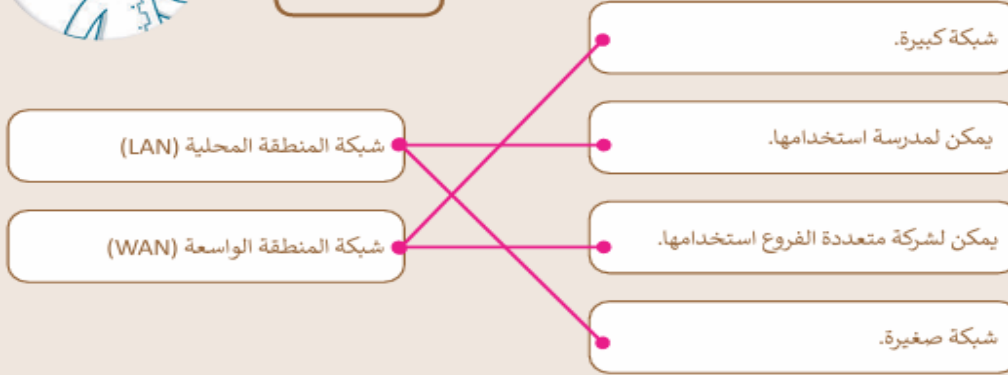 شبكة كبيرة.
يمكن لمدرسة استخدامها.
يمكن لشركة متعددة الفروع استخدامها.
شبكة صغيرة.
شبكة المنطقة المحلية (LAN)
شبكة المنطقة الواسعة (WAN)